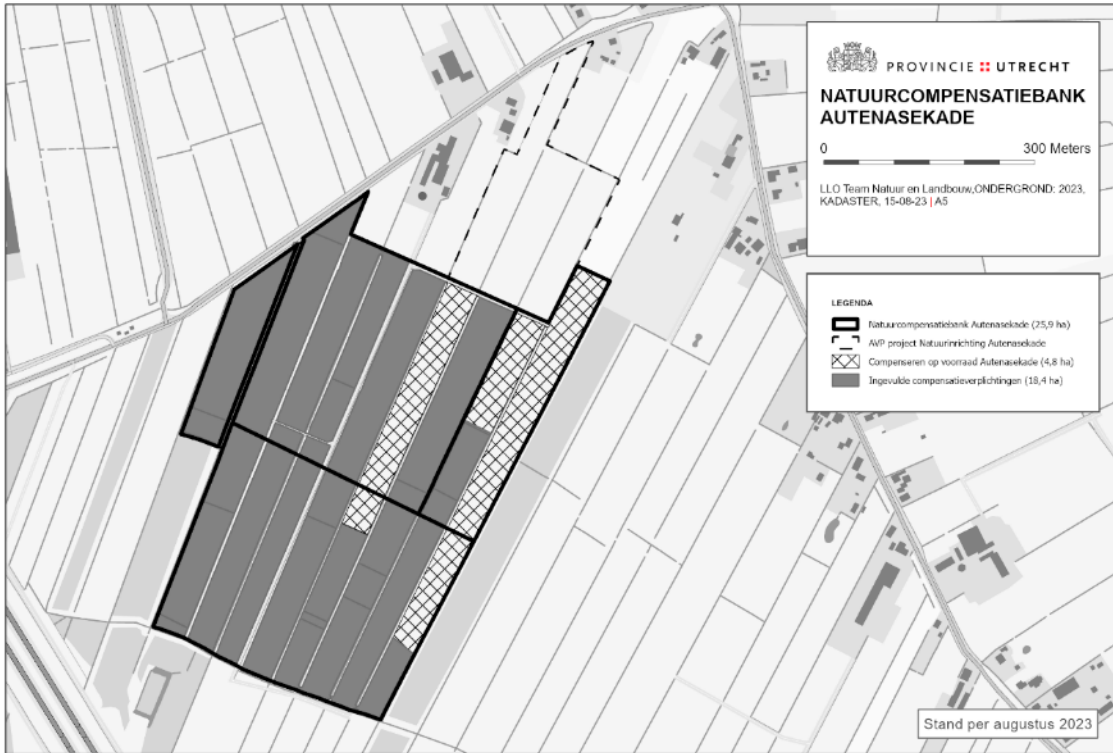 PROVINCIE UTRECHT
NATUURCOMPENSATIEBANK
AUTENASEKADE
0 300 Meters
LLO Team Natuur en Landbouw,ONDERGROND: 2023,
KADASTER, 15-08-23 | A5
LEGENDA
Natuurcompensatiebank Autenasekade (25,9 ha)
AVP project Natuurinrichting Autenasekade
Compenseren op voorraad Autenasekade (4,8 ha)
Ingevulde compensatieverplichtingen (18,4 ha)
Stand per augustus 2023